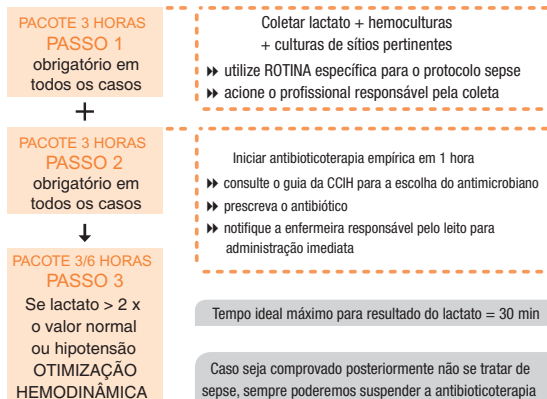 PACOTE 3 HORAS
PASSO 1
obrigatório em
todos os casos
Coletar lactato + hemoculturas
+ culturas de sítios pertinentes
utilize ROTINA específica para o protocolo sepse
acione o profissional responsável pela coleta
+
PACOTE 3 HORAS
PASSO 2
obrigatório em
todos os casos
Iniciar antibioticoterapia empírica em 1 hora
consulte o guia da CCIH para a escolha do antimicrobiano
prescreva o antibiótico
notifique a enfermeira responsável pelo leito para
administração imediata
PACOTE 3/6 HORAS
PASSO 3
Se lactato > 2 x
o valor normal
ou hipotensão
OTIMIZAÇÃO
HEMODINÂMICA
Tempo ideal máximo para resultado do lactato = 30 min
Caso seja comprovado posteriormente não se tratar de
sepse, sempre poderemos suspender a antibioticoterapia